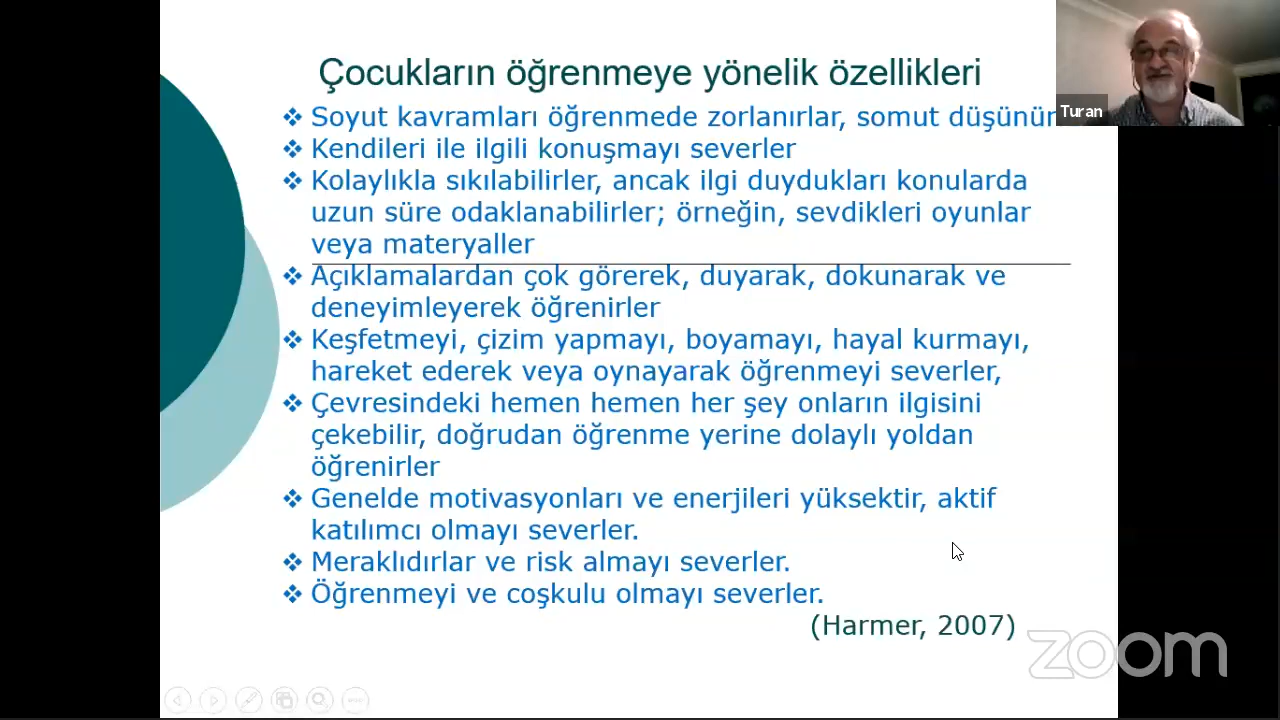 Çocukların öğrenmeye yönelik özellikleri
Soyut kavramları öğrenmede zorlanırlar, somut düşünür
Kendileri ile ilgili konuşmayı severler
Kolaylıkla sıkılabilirler, ancak ilgi duydukları konularda
uzun süre odaklanabilirler; örneğin, sevdikleri oyunlar
veya materyaller
Açıklamalardan çok görerek, duyarak, dokunarak ve
deneyimleyerek öğrenirler
Keşfetmeyi, çizim yapmayı, boyamayı, hayal kurmayı,
hareket ederek veya oynayarak öğrenmeyi severler,
Çevresindeki hemen hemen her şey onların ilgisini
çekebilir, doğrudan öğrenme yerine dolaylı yoldan
öğrenirler
Genelde motivasyonları ve enerjileri yüksektir, aktif
katılımcı olmayı severler.
Meraklıdırlar ve risk almayı severler.
Öğrenmeyi ve coşkulu olmayı severler.
(Harmer, 2007)
Turan
zoom